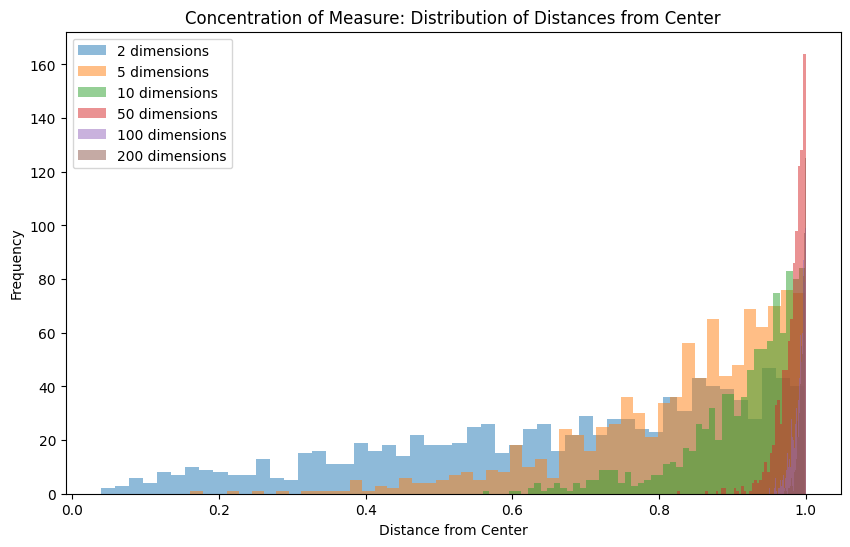 Concentration of Measure: Distribution of Distances from Center
2 dimensions
5 dimensions
10 dimensions
50 dimensions
100 dimensions
200 dimensions
Frequency
160
140
120
100
80
60
40
20
0
0.0 0.2 0.4 0.6 0.8 1.0
Distance from Center